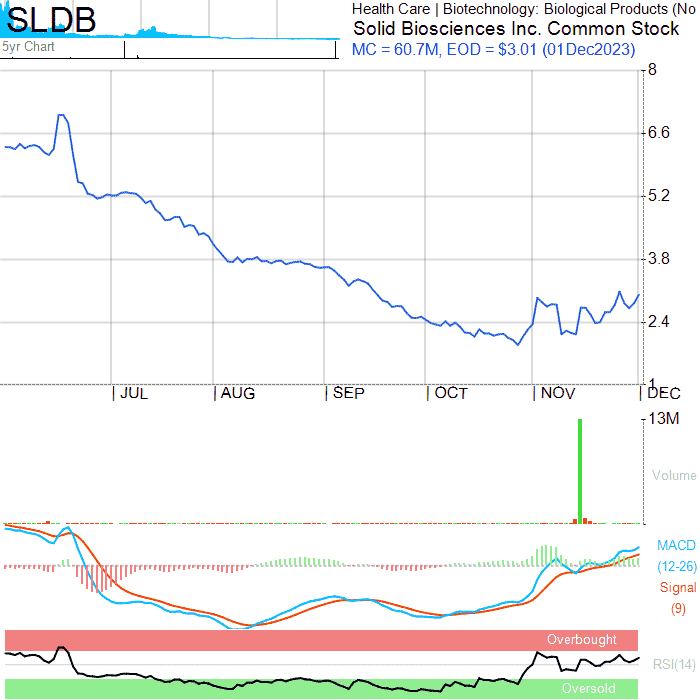 SLDB
5yr Chart
Health Care | Biotechnology: Biological Products (No
Solid Biosciences Inc. Common Stock
MC = 60.7M, EOD = $3.01 (01Dec2023)
8
6.6
5.2
3.8
2.4
1
JUL AUG SEP OCT NOV DEC
13M
Volume
MACD
(12-26)
Signal
(9)
Overbought
RSI(14)
Oversold